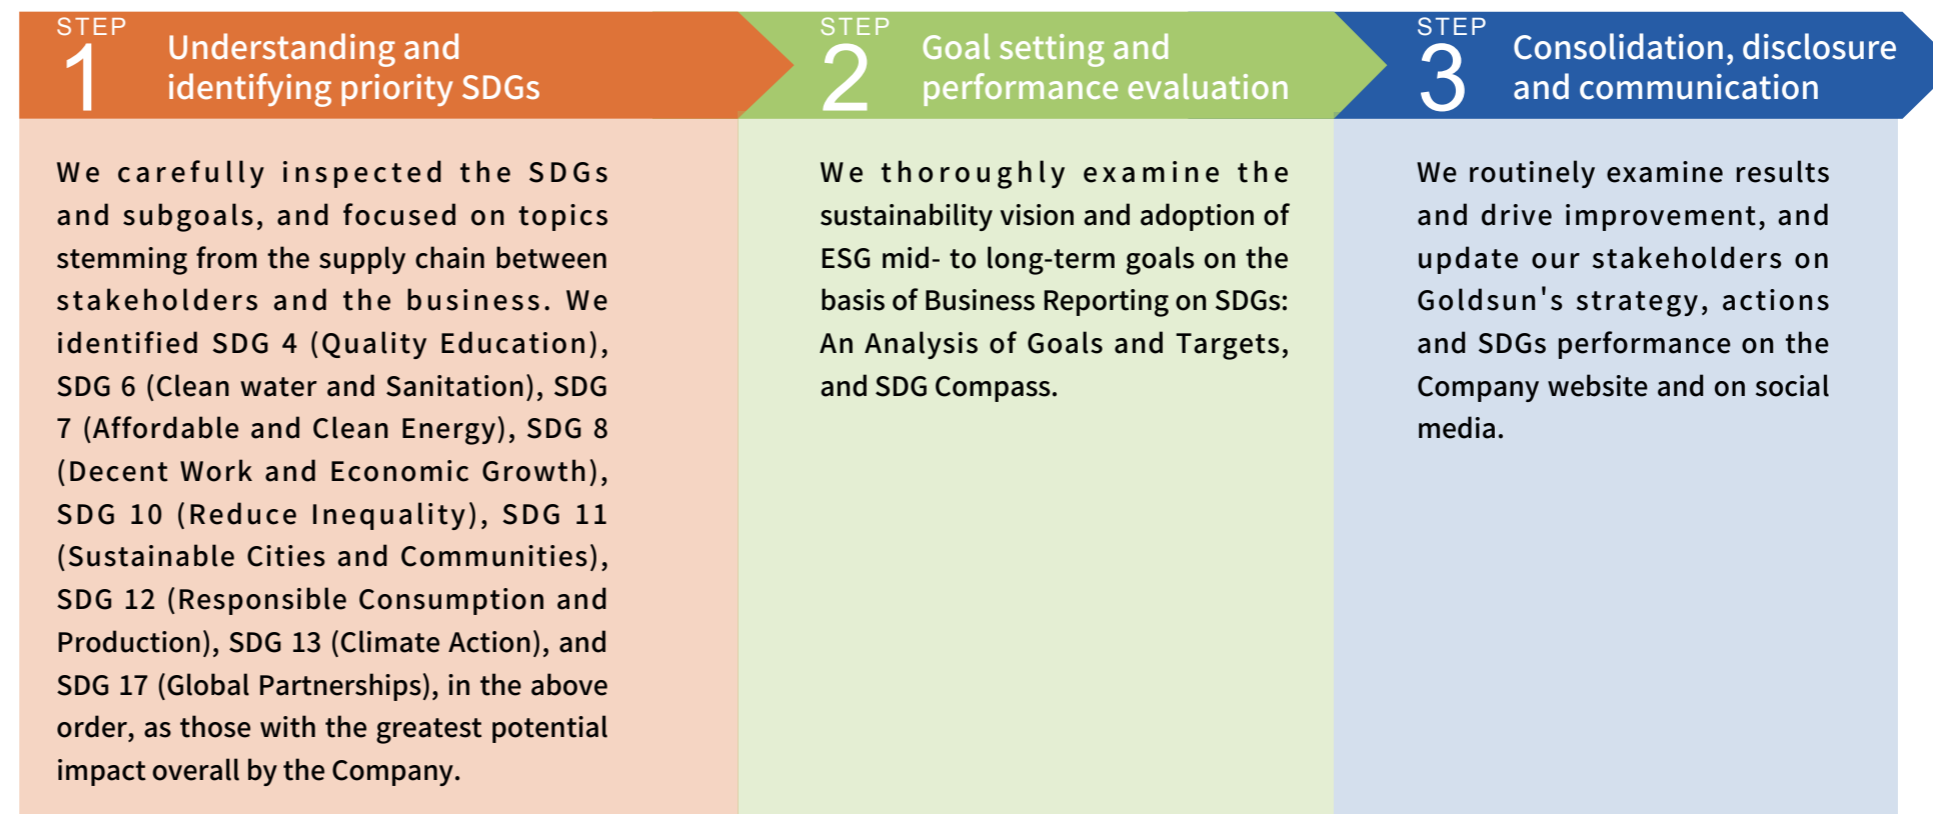 STEP
1
Understanding and
identifying priority SDGs
We carefully inspected the SDGs
and subgoals, and focused on topics
stemming from the supply chain between
stakeholders and the business. We
identified SDG 4 (Quality Education),
SDG 6 (Clean water and Sanitation), SDG
7 (Affordable and Clean Energy), SDG 8
(Decent Work and Economic Growth),
SDG 10 (Reduce Inequality), SDG 11
(Sustainable Cities and Communities),
SDG 12 (Responsible Consumption and
Production), SDG 13 (Climate Action), and
SDG 17 (Global Partnerships), in the above
order, as those with the greatest potential
impact overall by the Company.
STEP
2
Goal setting and
performance evaluation
We thoroughly examine the
sustainability vision and adoption of
ESG mid- to long-term goals on the
basis of Business Reporting on SDGs:
An Analysis of Goals and Targets,
and SDG Compass.
STEP
3
Consolidation, disclosure
and communication
We routinely examine results
and drive improvement, and
update our stakeholders on
Goldsun's strategy, actions
and SDGs performance on the
Company website and on social
media.